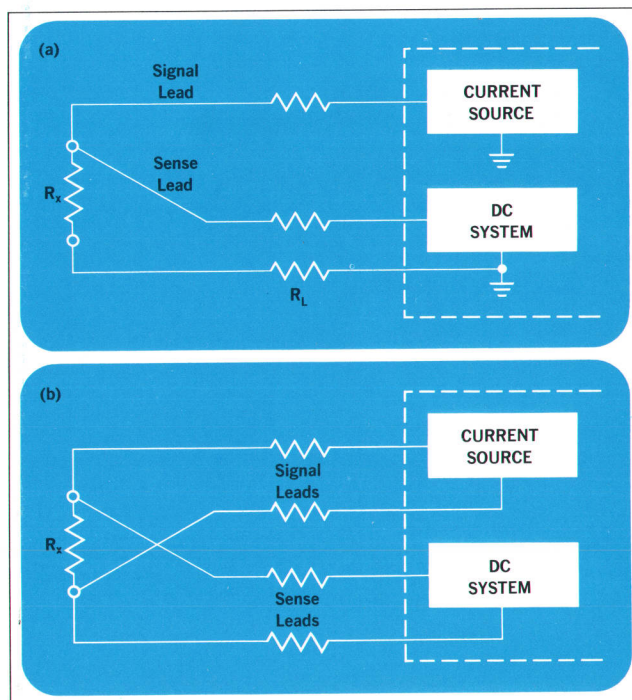 (a)
Signal
Lead
CURRENT
SOURCE
Rx
Sense
Lead
DC
SYSTEM
RL
(b)
CURRENT
SOURCE
Signal
Leads
Rx
DC
SYSTEM
Sense
Leads